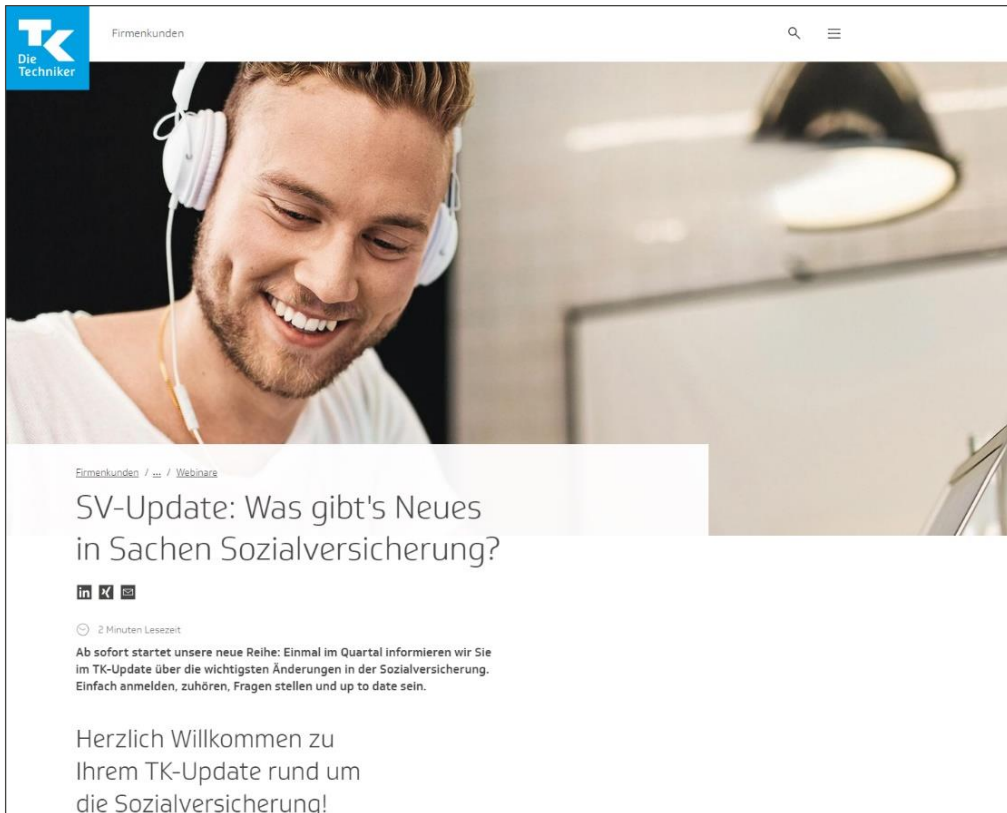 TK
Die
Techniker
Firmenkunden
Firmenkunden / ... / Webinare
SV-Update: Was gibt's Neues
in Sachen Sozialversicherung?
in
2 Minuten Lesezeit
Ab sofort startet unsere neue Reihe: Einmal im Quartal informieren wir Sie
im TK-Update über die wichtigsten Änderungen in der Sozialversicherung.
Einfach anmelden, zuhören, Fragen stellen und up to date sein.
Herzlich Willkommen zu
Ihrem TK-Update rund um
die Sozialversicherung!